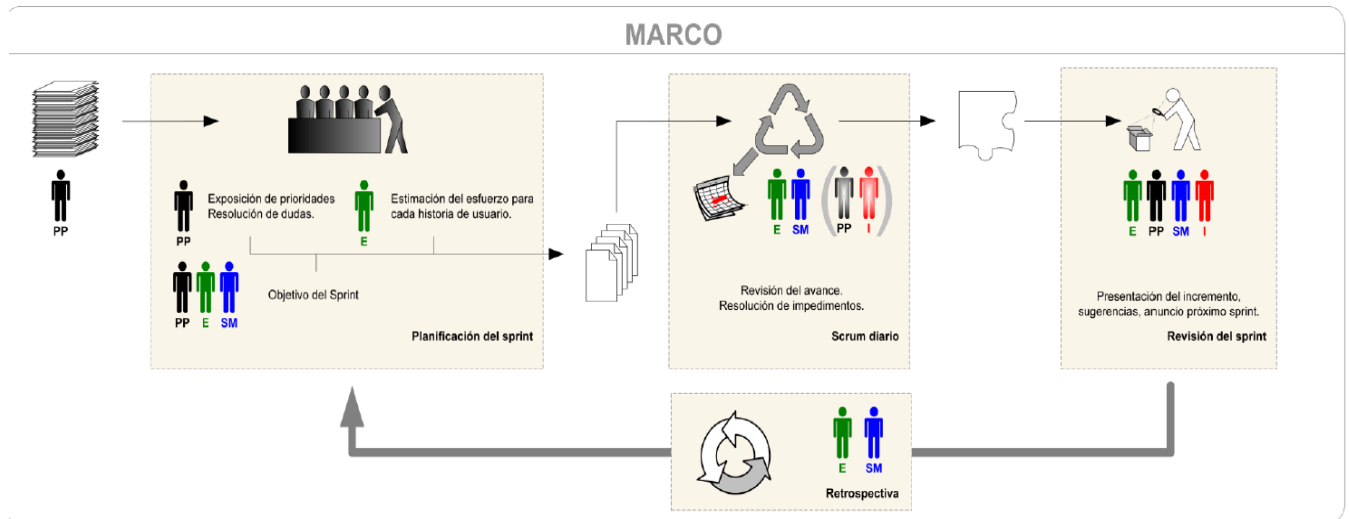 MARCO
PP
PP
Exposición de prioridades
Resolución de dudas.
E
Estimación del esfuerzo para
cada historia de usuario.
PP E SM
Objetivo del Sprint
Planificación del sprint
E SM PP I
Revisión del avance.
Resolución de impedimentos.
Scrum diario
E PP SM I
Presentación del incremento,
sugerencias, anuncio próximo sprint.
Revisión del sprint
E SM
Retrospectiva